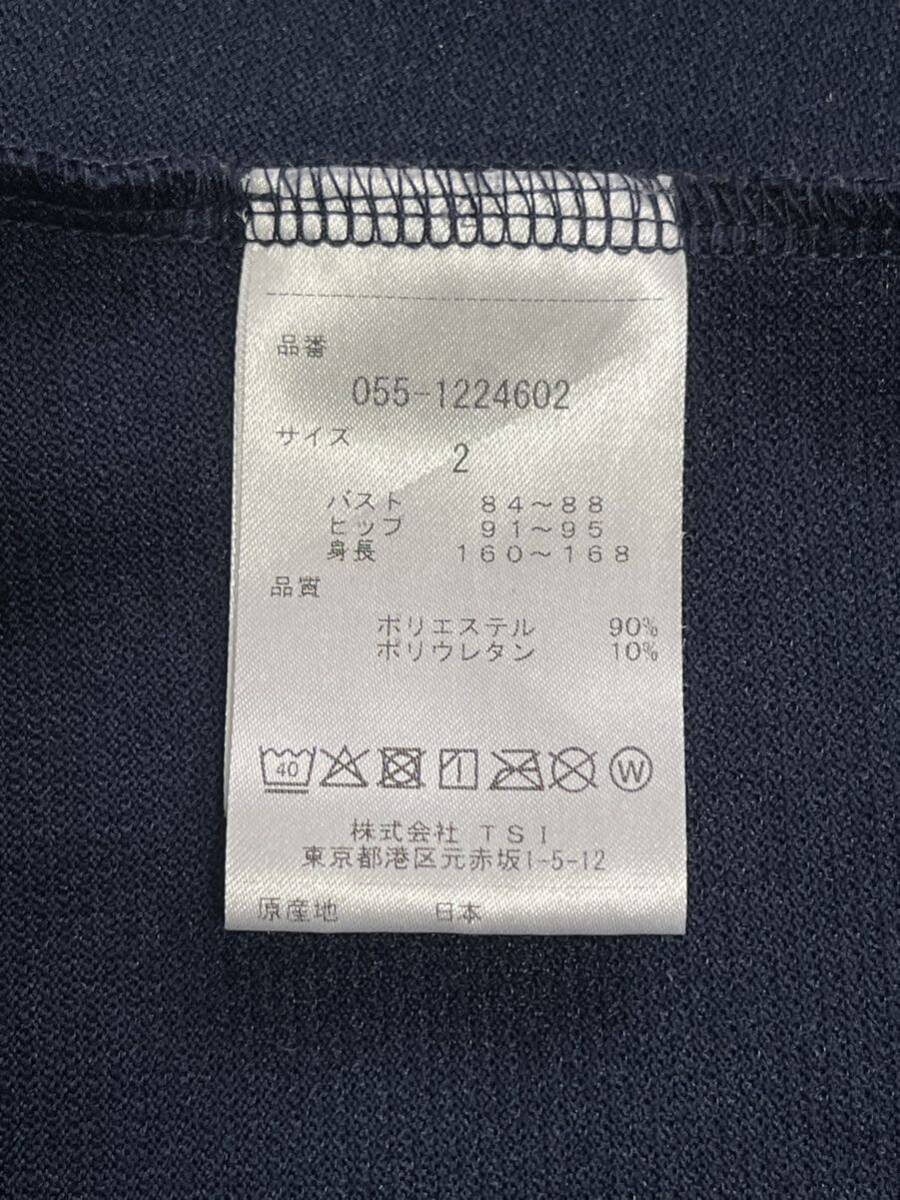 品番
055-1224602
サイズ
2
バスト 84~88
ヒップ 91~95
身長 160~168
品質
ポリエステル 90%
ポリウレタン 10%
40 W
株式会社 TSI
東京都港区元赤坂1-5-12
原産地 日本